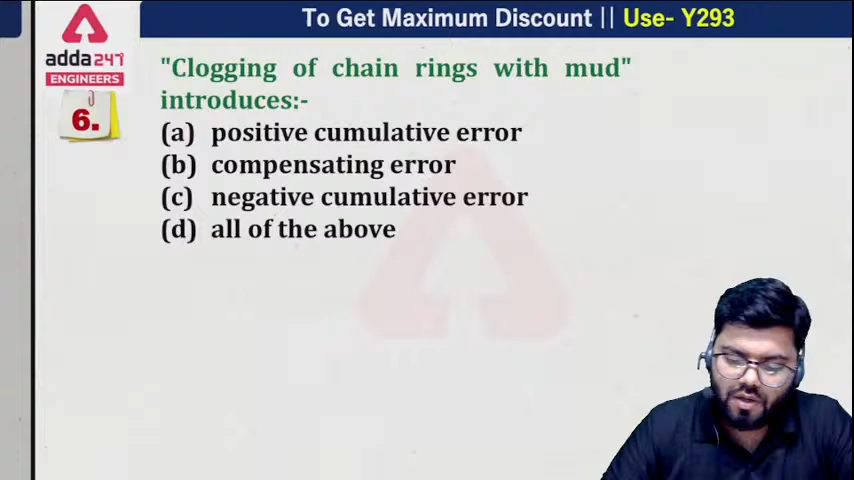 To Get Maximum Discount || Use- Y293
adda247
ENGINEERS
6.
"Clogging of chain rings with mud"
introduces:-
(a) positive cumulative error
(b) compensating error
(c) negative cumulative error
(d) all of the above